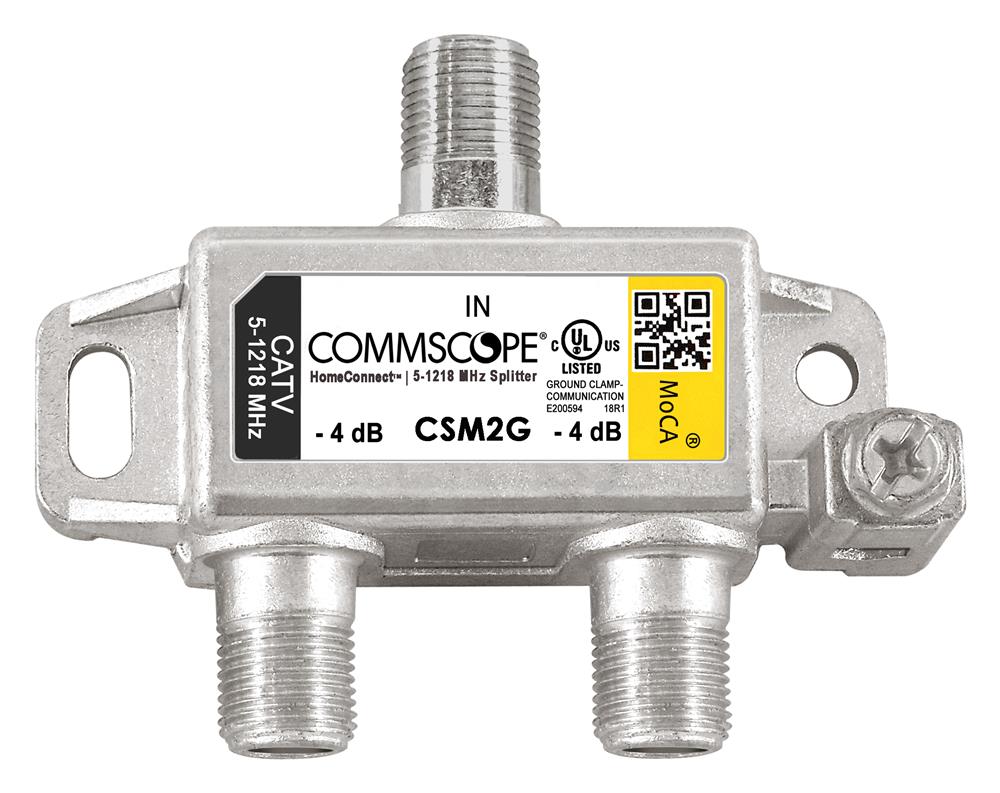 CATV
5-1218 MHz
IN
COMMSCOPE®
HomeConnect™ | 5-1218 MHz Splitter
- 4 dB
CSM2G
- 4 dB
C UL US
LISTED
GROUND CLAMP-
COMMUNICATION
E200594 18R1
MoCA®